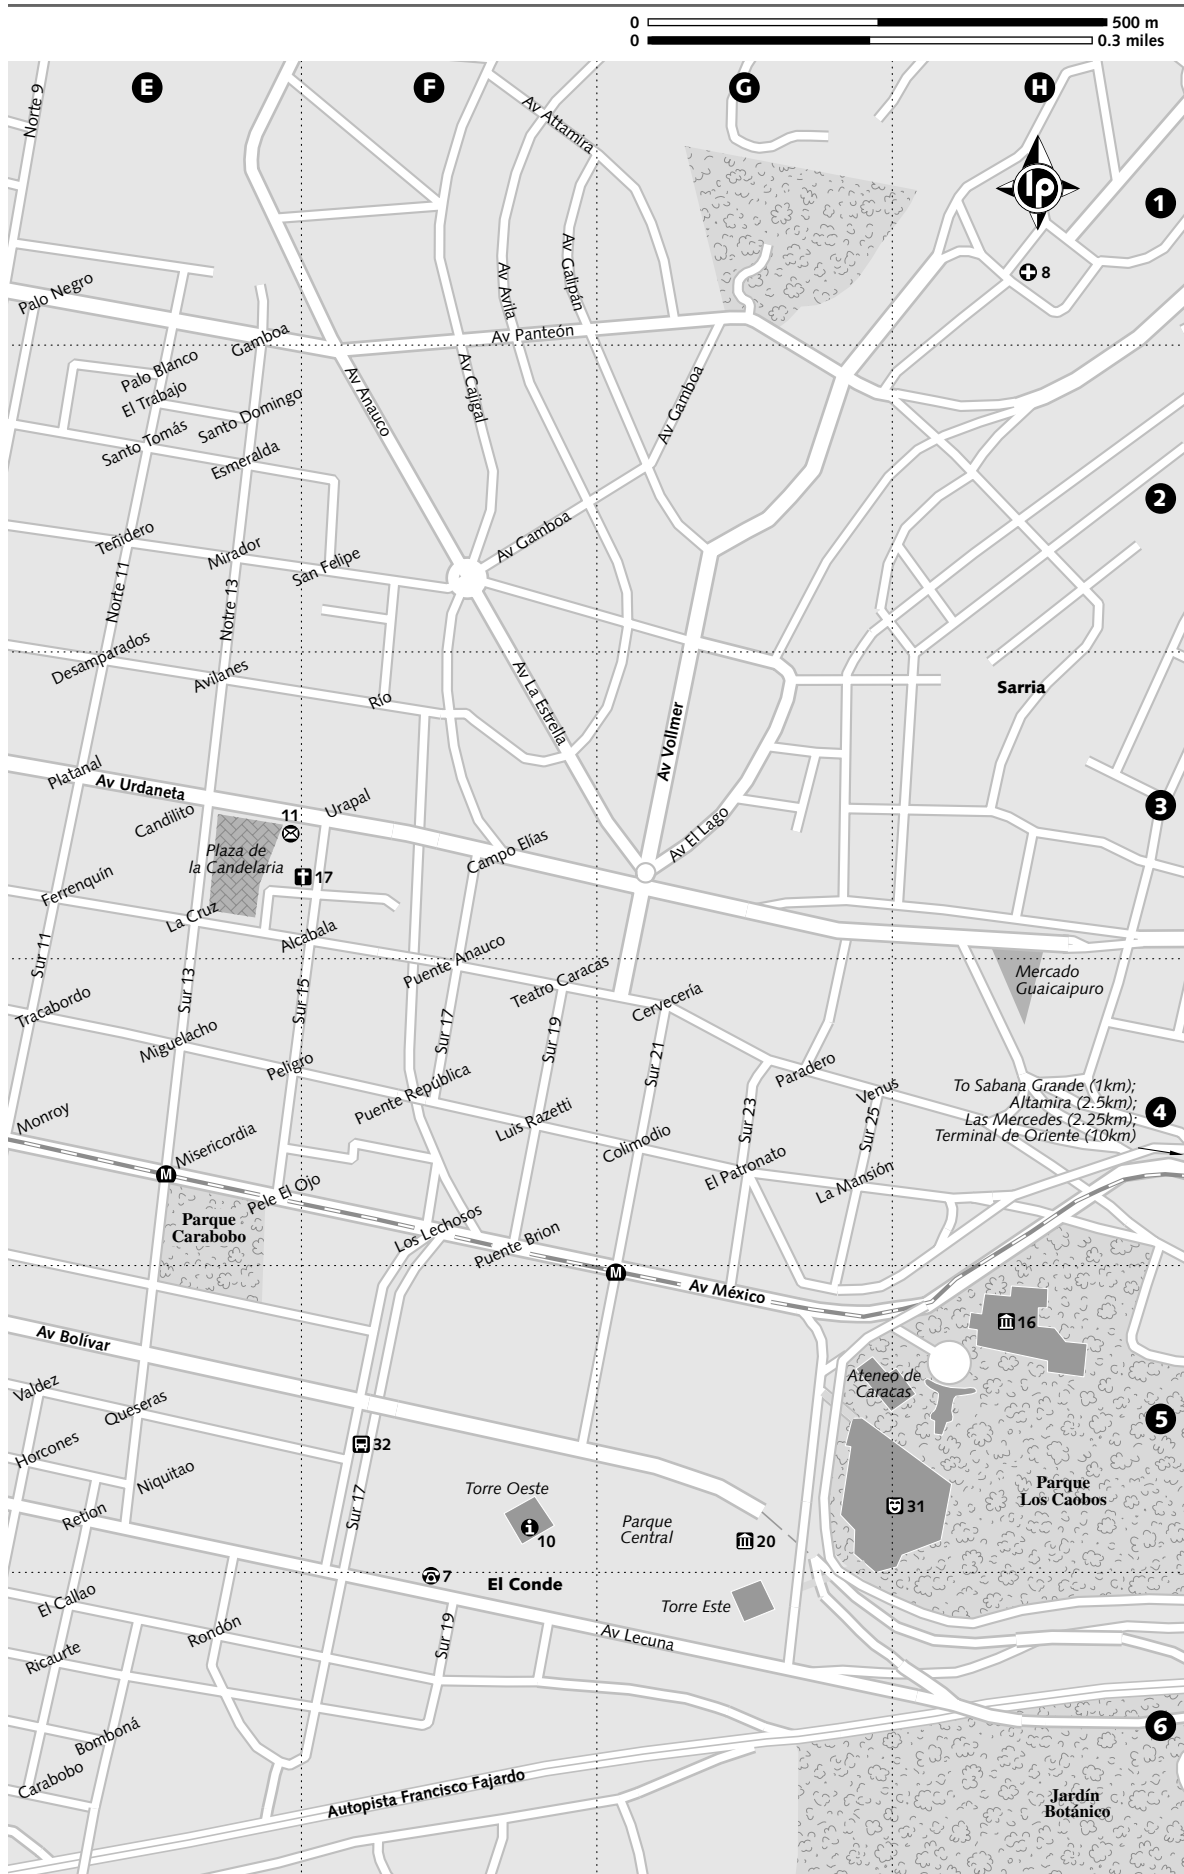 0 500 m
0 0.3 miles
E
F
G
H
Norte 9
Av Attamira
lp
1
8
Av Galipán
Av Avila
Palo Negro
Gamboa
Av Panteón
Palo Blanco
El Trabajo
Av Anauco
Av Cajigal
Av Gamboa
Santo Domingo
Santo Tomás
Esmeralda
2
Av Gamboa
Teñidero
Mirador
San Felipe
Norte 11
Notre 13
Desamparados
Avilanes
Río
Av La Estrella
Sarria
Av Vollmer
Platanal
Av Urdaneta
Candilito
11
Urapal
3
Av El Lago
Campo Elías
Plaza de
la Candelaria
17
Ferrenquín
La Cruz
Alcabala
Sur 11
Puente Anauco
Sur 13
Sur 15
Teatro Caracas
Cervecería
Mercado
Guaicaipuro
Tracabordo
Miguelacho
Peligro
Sur 17
Sur 19
Sur 21
Paradero
Venus
Puente República
To Sabana Grande (1km);
Altamira (2.5km);
Las Mercedes (2.25km);
Terminal de Oriente (10km)
4
Monroy
Misericordia
Luis Razetti
Colimodio
Sur 23
Sur 25
M
El Patronato
La Mansión
Pele El Ojo
Parque
Carabobo
Los Lechosos
Puente Brion
M
Av México
16
Av Bolívar
Ateneo de
Caracas
Valdez
Queseras
5
Horcones
32
Niquitao
Torre Oeste
Parque
Los Caobos
Retion
Sur 17
i
10
Parque
Central
20
31
7
El Conde
El Callao
Torre Este
Rondón
Sur 19
Av Lecuna
Ricaurte
6
Bomboná
Carabobo
Autopista Francisco Fajardo
Jardín
Botánico